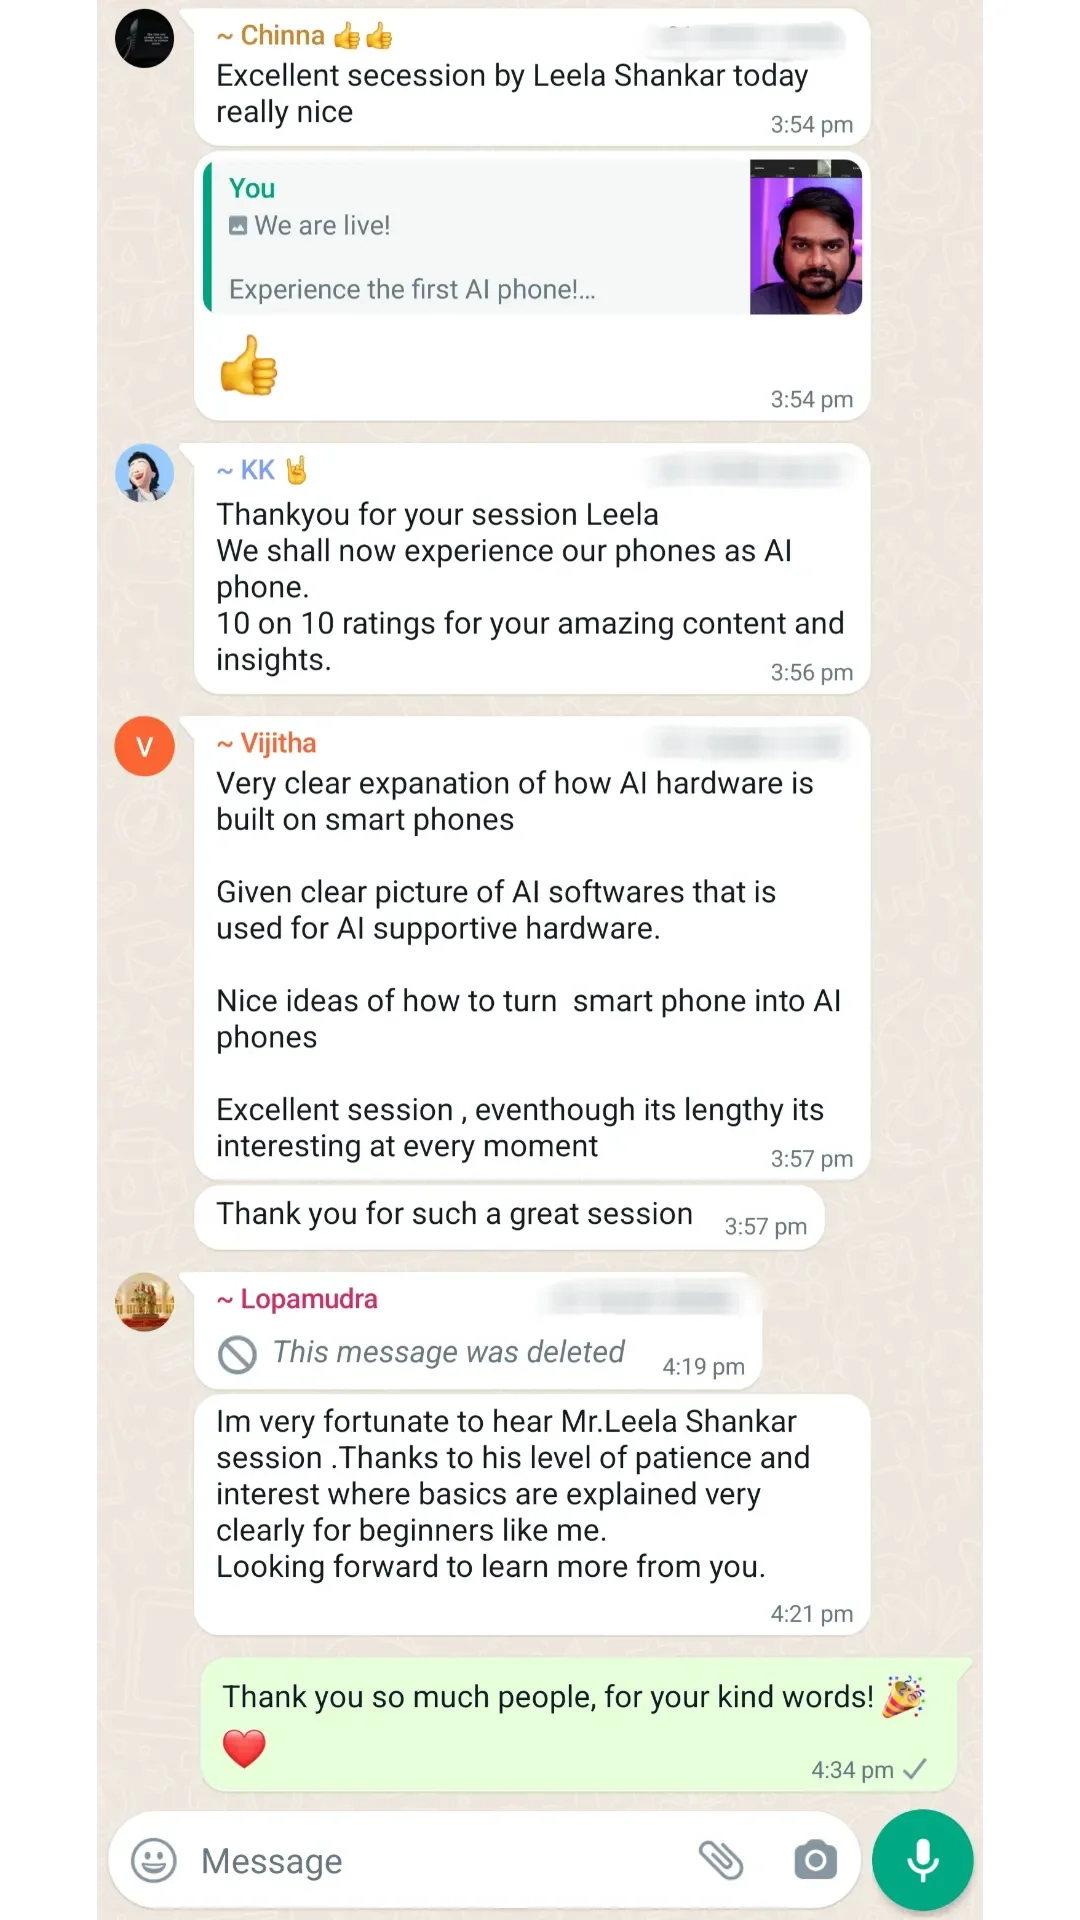 ~ Chinna 👍👍
Excellent secession by Leela Shankar today
really nice
3:54 pm
You
We are live!
Experience the first AI phone!...
👍
3:54 pm
~ KK 🤘
Thankyou for your session Leela
We shall now experience our phones as AI
phone.
10 on 10 ratings for your amazing content and
insights.
3:56 pm
V
~ Vijitha
Very clear expanation of how AI hardware is
built on smart phones
Given clear picture of AI softwares that is
used for AI supportive hardware.
Nice ideas of how to turn  smart phone into AI
phones
Excellent session , eventhough its lengthy its
interesting at every moment
3:57 pm
Thank you for such a great session
3:57 pm
~ Lopamudra
This message was deleted
4:19 pm
Im very fortunate to hear Mr.Leela Shankar
session .Thanks to his level of patience and
interest where basics are explained very
clearly for beginners like me.
Looking forward to learn more from you.
4:21 pm
Thank you so much people, for your kind words! 🎉
❤️
4:34 pm
Message